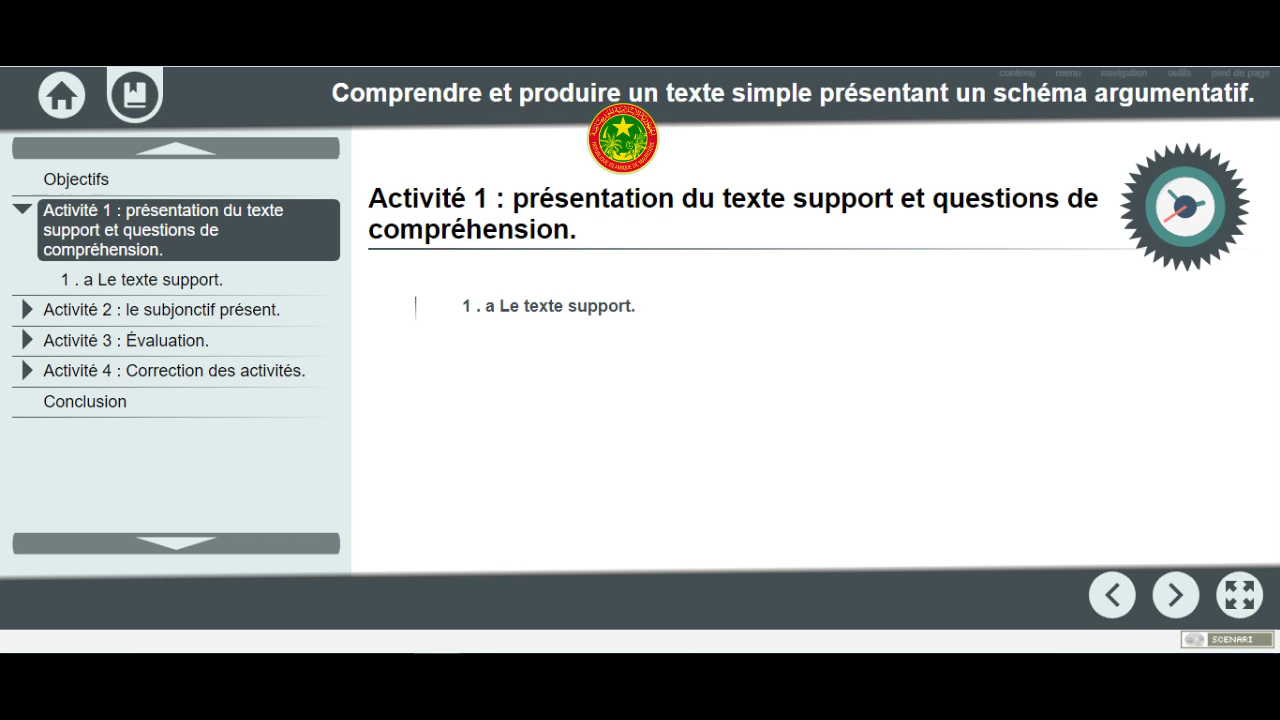 contenu menu navigation outils pied de page
Comprendre et produire un texte simple présentant un schéma argumentatif.
Objectifs
Activité 1 : présentation du texte
support et questions de
compréhension.
1 . a Le texte support.
Activité 2 : le subjonctif présent.
Activité 3 : Évaluation.
Activité 4 : Correction des activités.
Conclusion
Activité 1 : présentation du texte support et questions de
compréhension.
1 . a Le texte support.
SCENARI